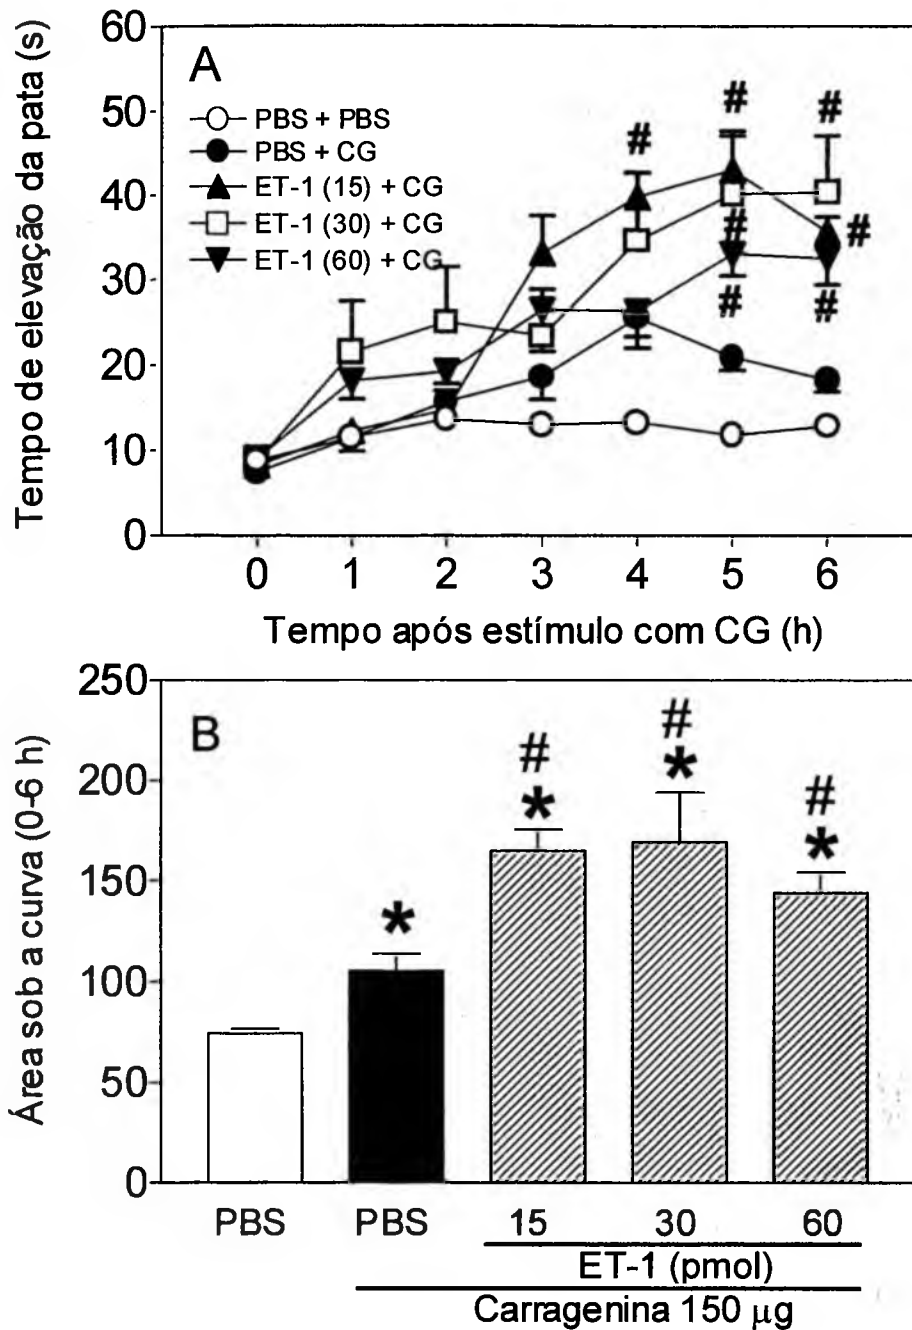 60
50
40
30
20
10
0
Tempo de elevação da pata (s)
A
PBS + PBS
PBS + CG
ET-1 (15) + CG
ET-1 (30) + CG
ET-1 (60) + CG
# # #
# #
# #
0 1 2 3 4 5 6
Tempo após estímulo com CG (h)
250
200
150
100
50
0
Área sob a curva (0-6 h)
B
# # #
* * * *
PBS PBS 15 30 60
ET-1 (pmol)
Carragenina 150 µg